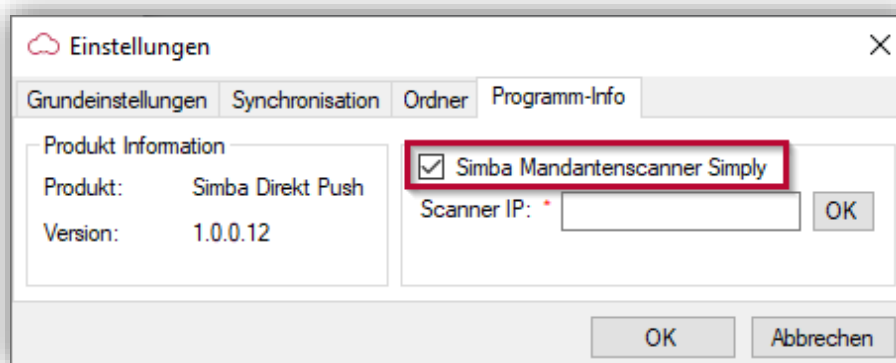 Einstellungen
Grundeinstellungen Synchronisation Ordner Programm-Info
Produkt Information
Produkt: Simba Direkt Push
Version: 1.0.0.12
Simba Mandantenscanner Simply
Scanner IP: * OK
OK Abbrechen